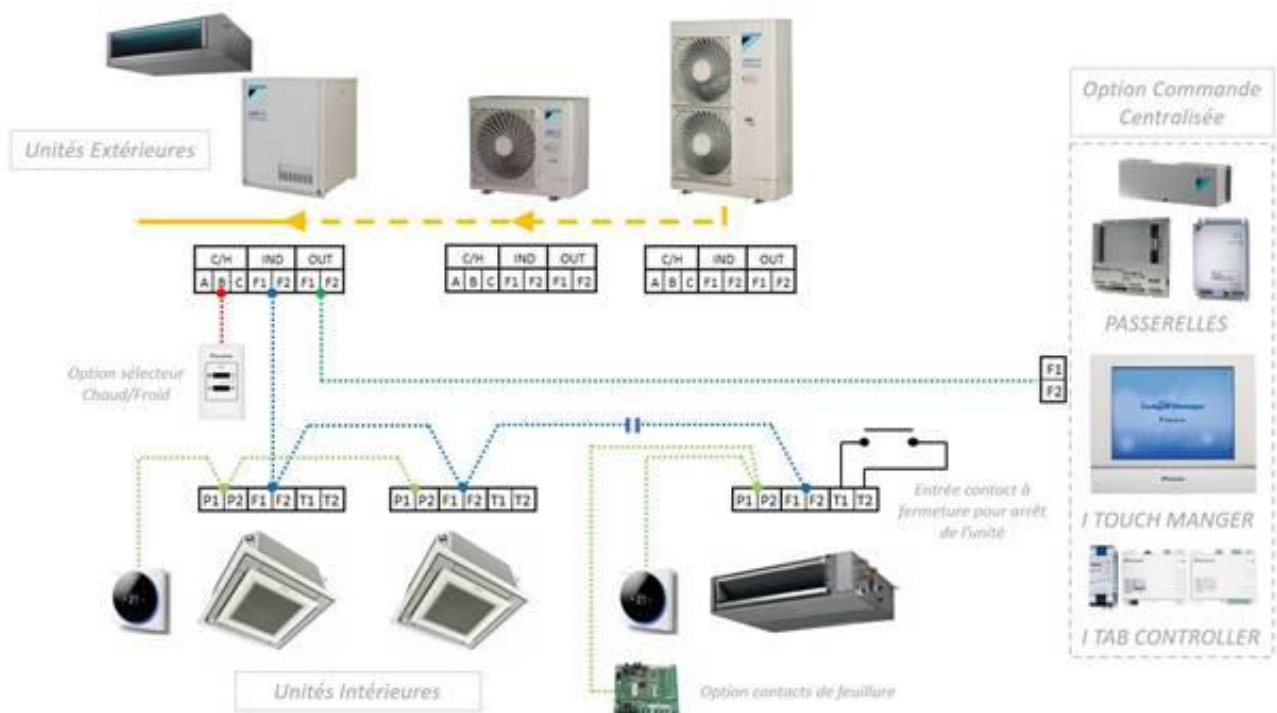 Unités Extérieures
Option Commande
Centralisée
C/H IND OUT
A B C F1 F2 F1 F2
C/H IND OUT
A B C F1 F2 F1 F2
C/H IND OUT
A B C F1 F2 F1 F2
PASSERELLES
Option sélecteur
Chaud/Froid
F1
F2
P1 P2 F1 F2 T1 T2
P1 P2 F1 F2 T1 T2
P1 P2 F1 F2 T1 T2
Entrée contact à
fermeture pour arrêt
de l'unité
I TOUCH MANGER
I TAB CONTROLLER
Unités Intérieures
Option contacts de feuillure